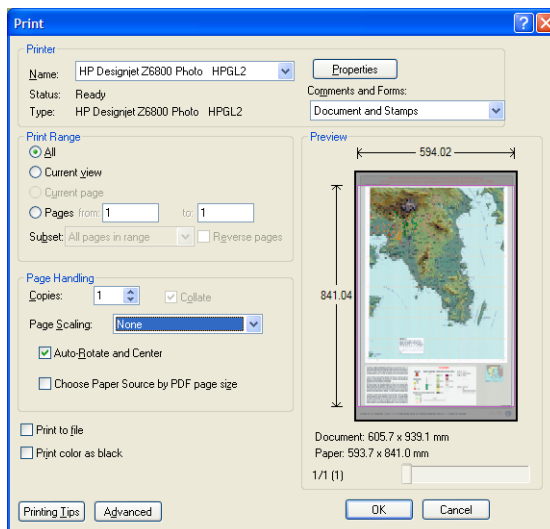 Print
Printer
Name: HP Designjet Z6800 Photo HPGL2
Properties
Status: Ready
Comments and Forms:
Type: HP Designjet Z6800 Photo HPGL2
Document and Stamps
Print Range
All
Current view
Current page
Pages from: 1 to: 1
Subset: All pages in range
Reverse pages
Preview
594.02
841.04
Page Handling
Copies: 1
Collate
Page Scaling: None
Auto-Rotate and Center
Choose Paper Source by PDF page size
Print to file
Print color as black
Document: 605.7 x 939.1 mm
Paper: 593.7 x 841.0 mm
1/1 (1)
Printing Tips
Advanced
OK
Cancel